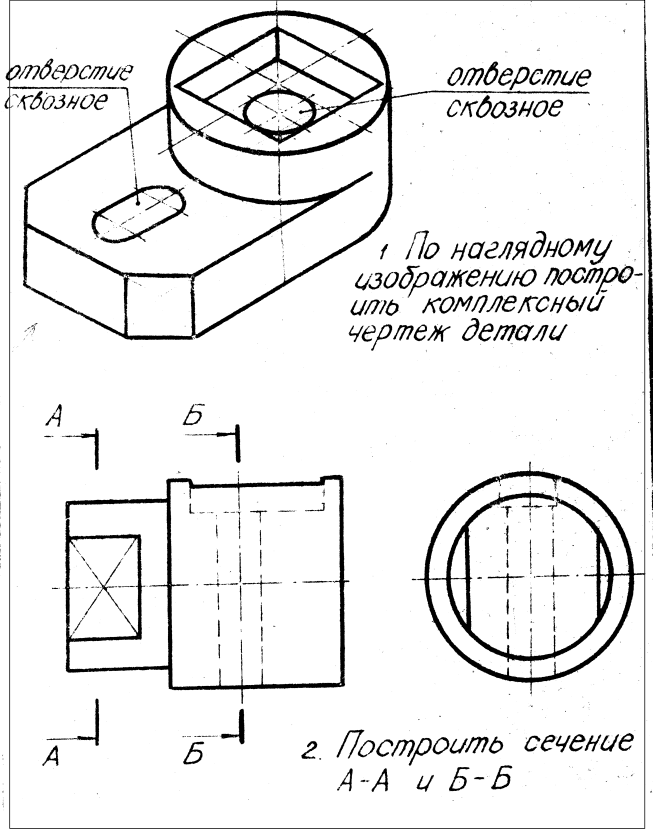 отверстие
сквозное
отверстие
сквозное
1 По наглядному
изображению постро-
ить комплексный
чертеж детали
А Б
А Б
2. Построить сечение
А-А и Б-Б